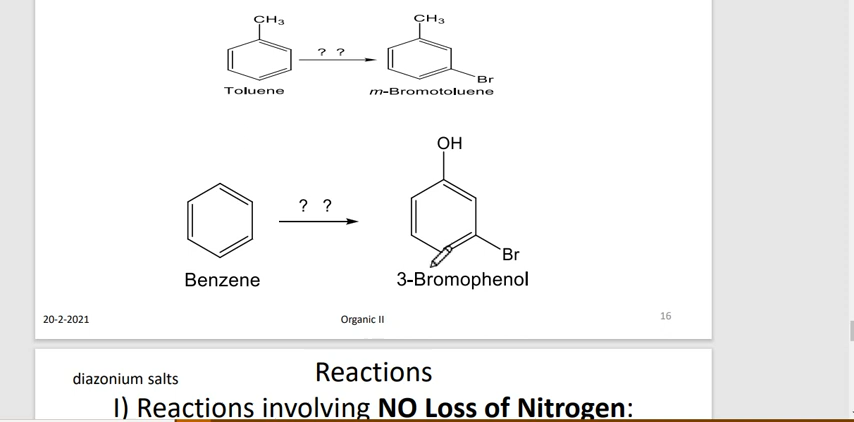 CH3 CH3
? ?
Br
Toluene m-Bromotoluene
OH
? ?
Br
Benzene 3-Bromophenol
20-2-2021 Organic II 16
diazonium salts Reactions
I) Reactions involving NO Loss of Nitrogen: